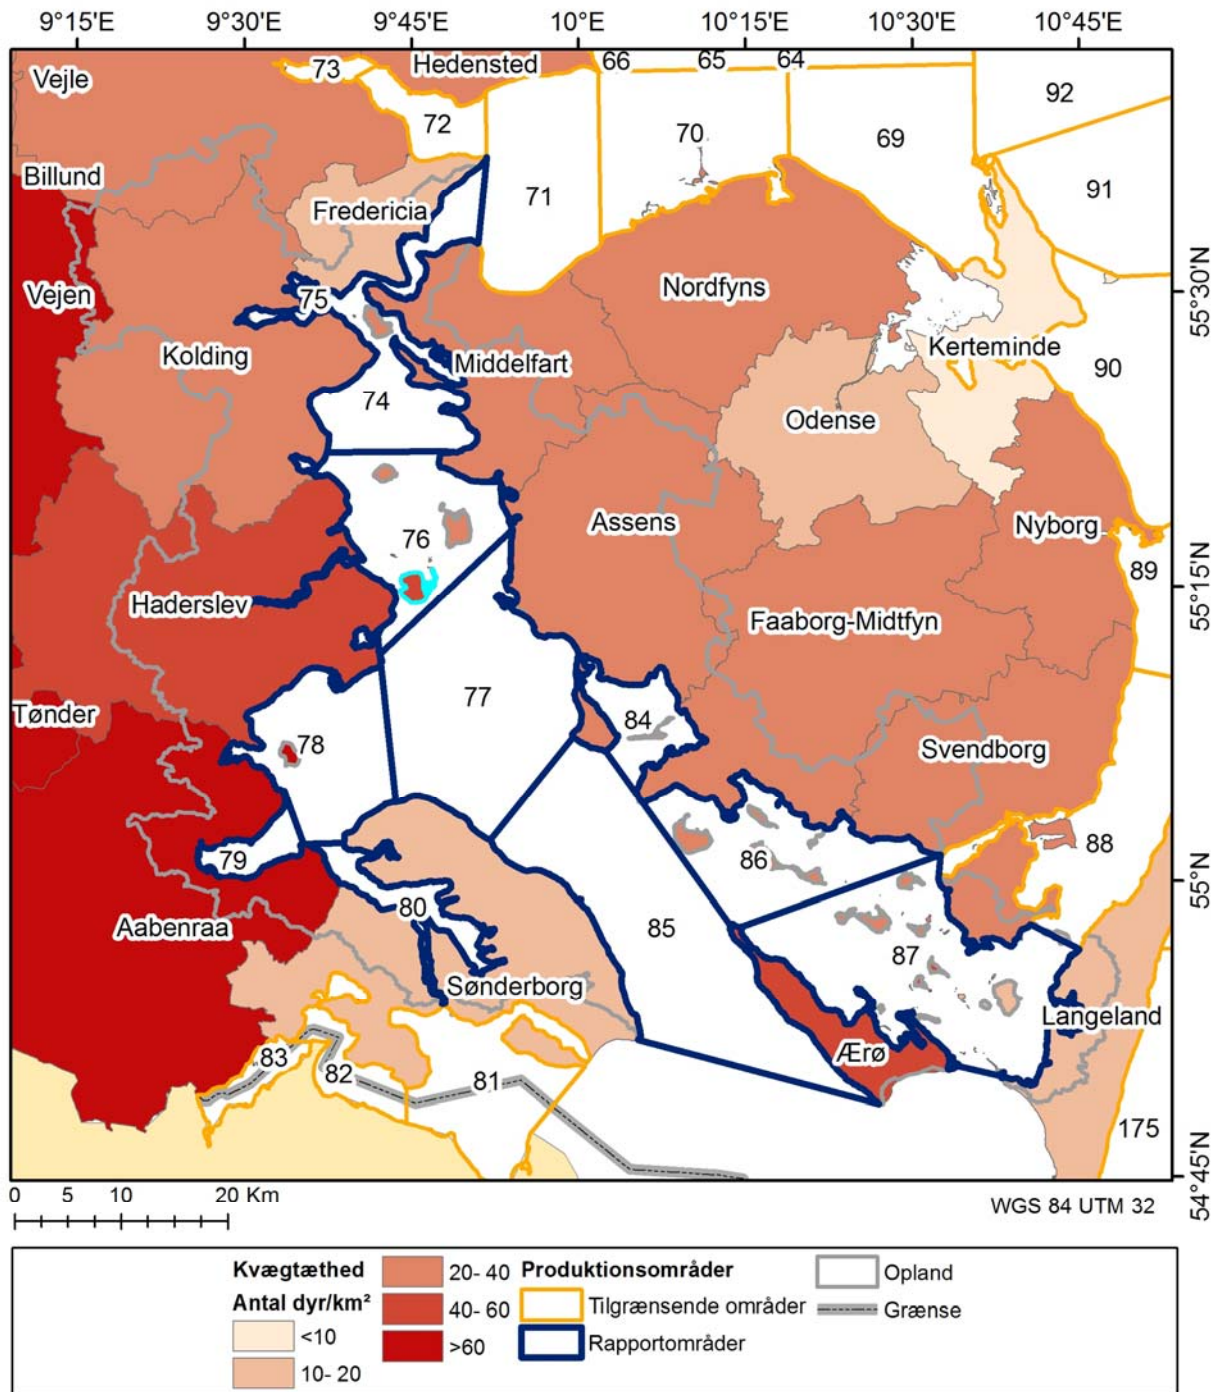 9°15'E 9°30'E 9°45'E 10°E 10°15'E 10°30'E 10°45'E
73 Hedensted 66 65 64
Vejle
92
72 70 69
Billund
91
71
Fredericia
Nordfyns
55°30'N
Vejen 75
Kerteminde
Kolding Middelfart 90
74
Odense
Assens Nyborg
76
89
55°15'N
Haderslev
Faaborg-Midtfyn
77
Tønder 84
78 Svendborg
79 86 88
55°N
80
Aabenraa 85
87
Sønderborg
Langeland
83 Ærø
82 81
175
54°45'N
0 5 10 20 Km
WGS 84 UTM 32
Kvægtæthed 20- 40 Produktionsområder Opland
Antal dyr/km² Tilgrænsende områder Grænse
<10 40- 60
10- 20 >60 Rapportområder